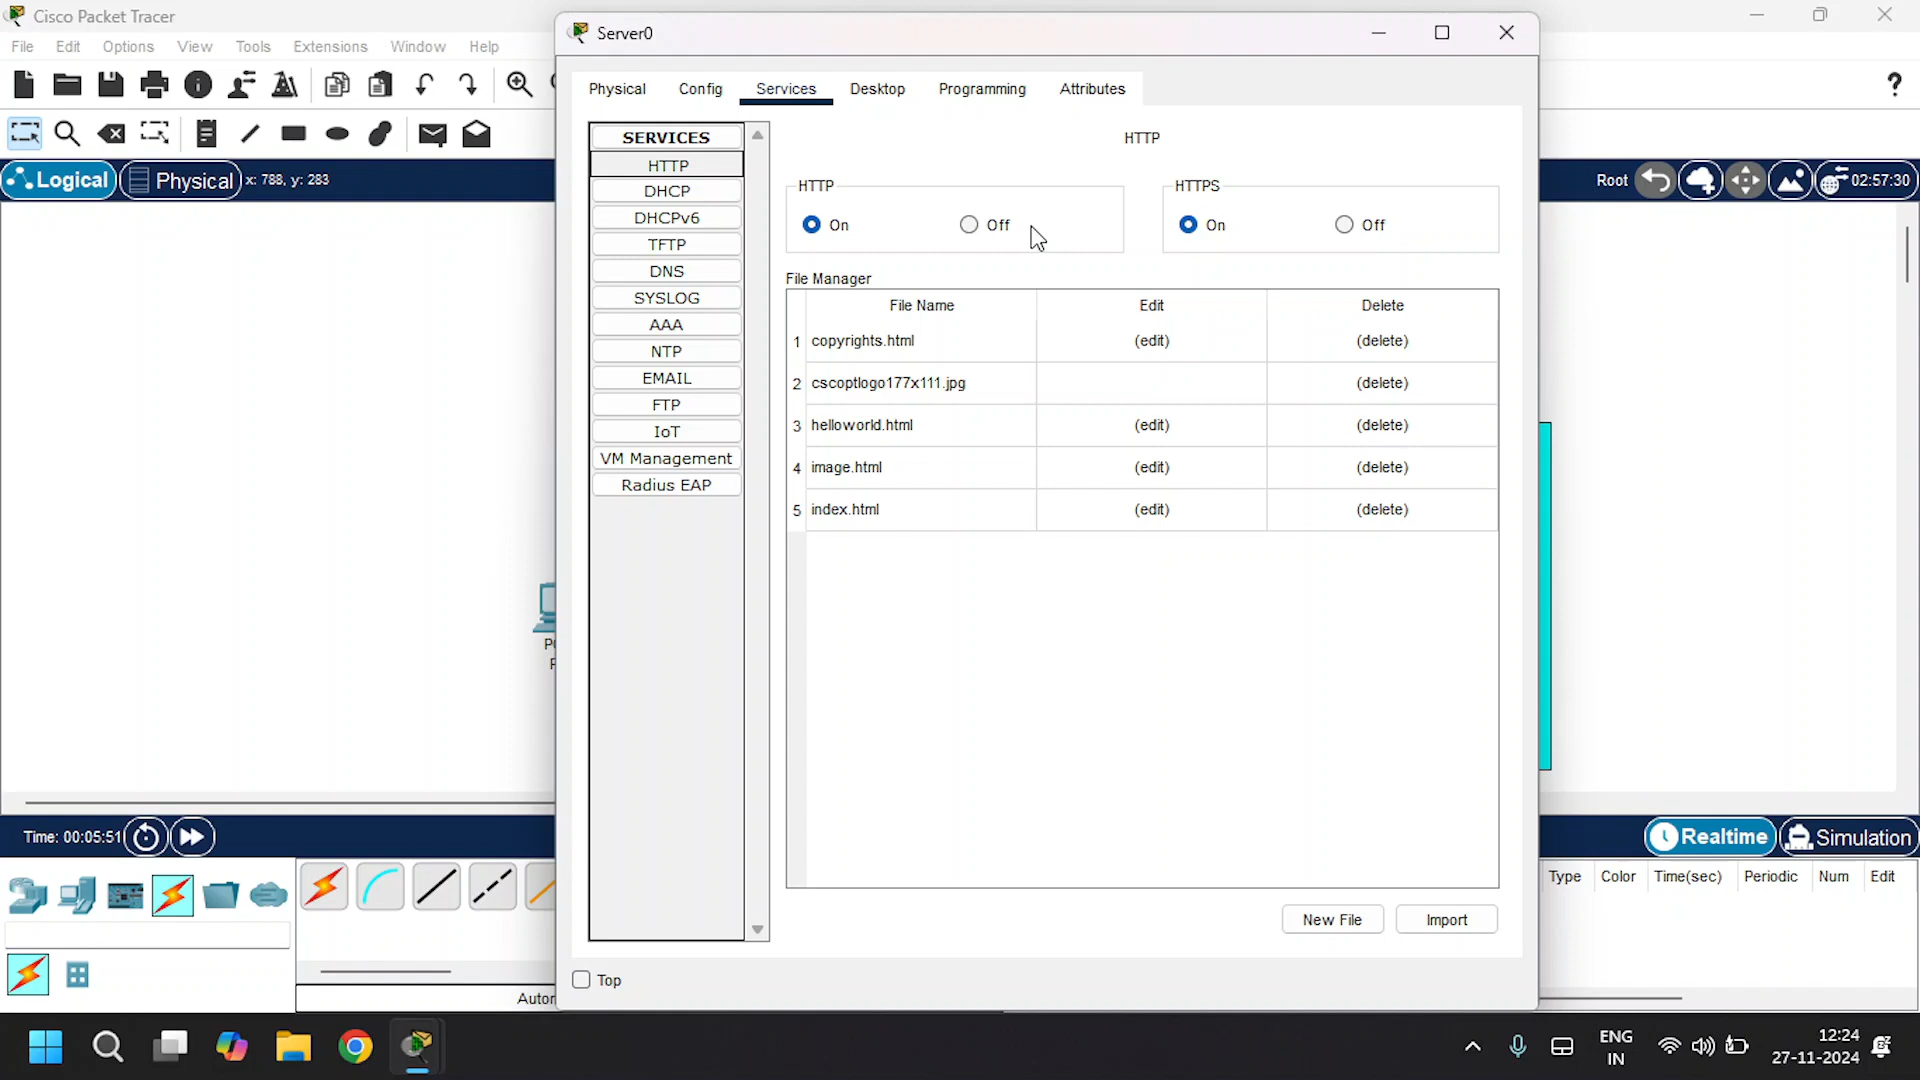 Cisco Packet Tracer
File Edit Options View Tools Extensions Window Help
Logical Physical x: 788, y: 283
Root 02:57:30
Server0
Physical Config Services Desktop Programming Attributes
SERVICES
HTTP
DHCP
DHCPv6
TFTP
DNS
SYSLOG
AAA
NTP
EMAIL
FTP
IoT
VM Management
Radius EAP
HTTP
HTTP
On Off
HTTPS
On Off
File Manager
File Name Edit Delete
1 copyrights.html (edit) (delete)
2 cscoptlogo177x111.jpg (delete)
3 helloworld.html (edit) (delete)
4 image.html (edit) (delete)
5 index.html (edit) (delete)
New File Import
Top
Time: 00:05:51
Realtime Simulation
Type Color Time(sec) Periodic Num Edit
ENG
IN
12:24
27-11-2024